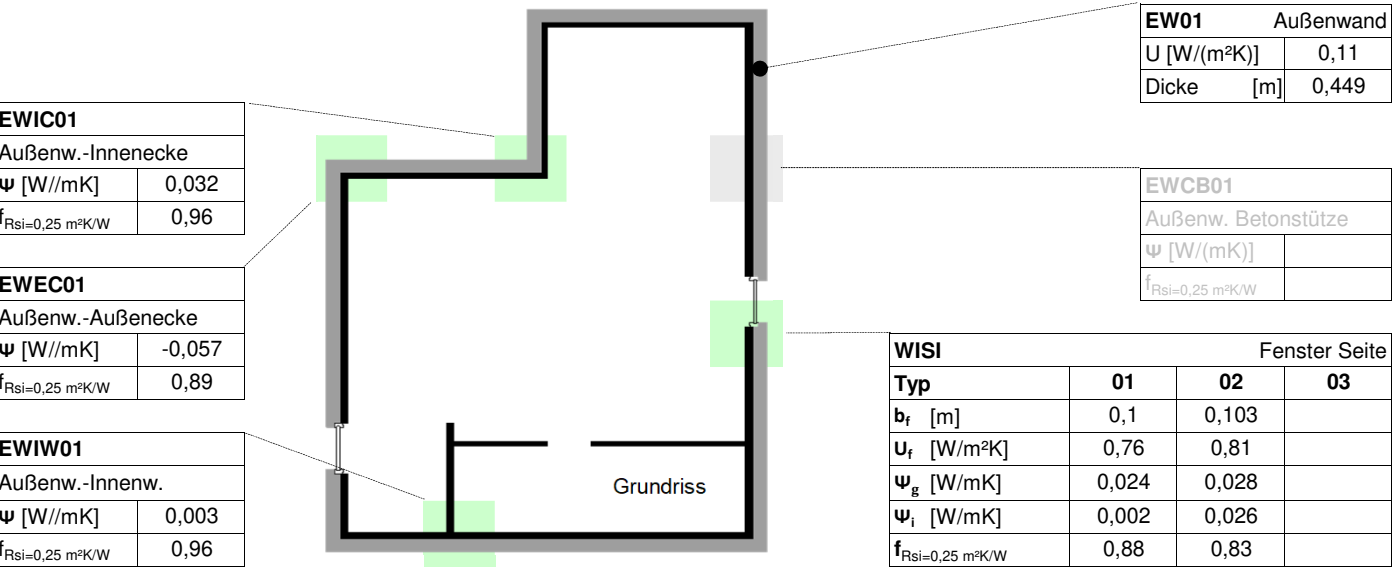 EW01 Außenwand
U [W/(m²K)] 0,11
Dicke [m] 0,449
EWIC01
Außenw.-Innenecke
Ψ [W//mK] 0,032
fRsi=0,25 m²K/W 0,96
EWCB01
Außenw. Betonstütze
Ψ [W/(mK)]
fRsi=0,25 m²K/W
EWEC01
Außenw.-Außenecke
Ψ [W//mK] -0,057
fRsi=0,25 m²K/W 0,89
WISI Fenster Seite
Typ 01 02 03
bf [m] 0,1 0,103
Uf [W/m²K] 0,76 0,81
Ψg [W/mK] 0,024 0,028
Ψi [W/mK] 0,002 0,026
fRsi=0,25 m²K/W 0,88 0,83
EWIW01
Außenw.-Innenw.
Ψ [W//mK] 0,003
fRsi=0,25 m²K/W 0,96
Grundriss